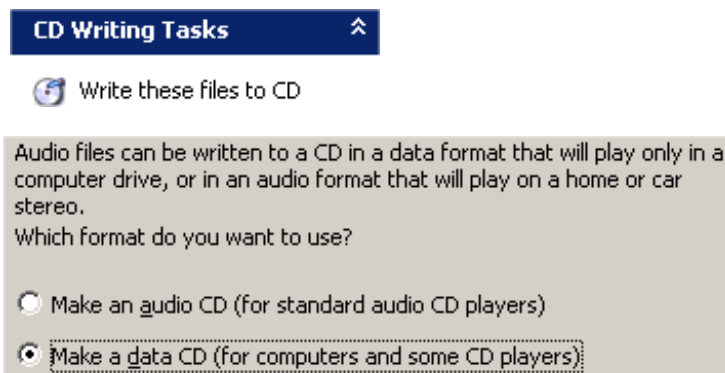 CD Writing Tasks
Write these files to CD
Audio files can be written to a CD in a data format that will play only in a
computer drive, or in an audio format that will play on a home or car
stereo.
Which format do you want to use?
Make an audio CD (for standard audio CD players)
Make a data CD (for computers and some CD players)